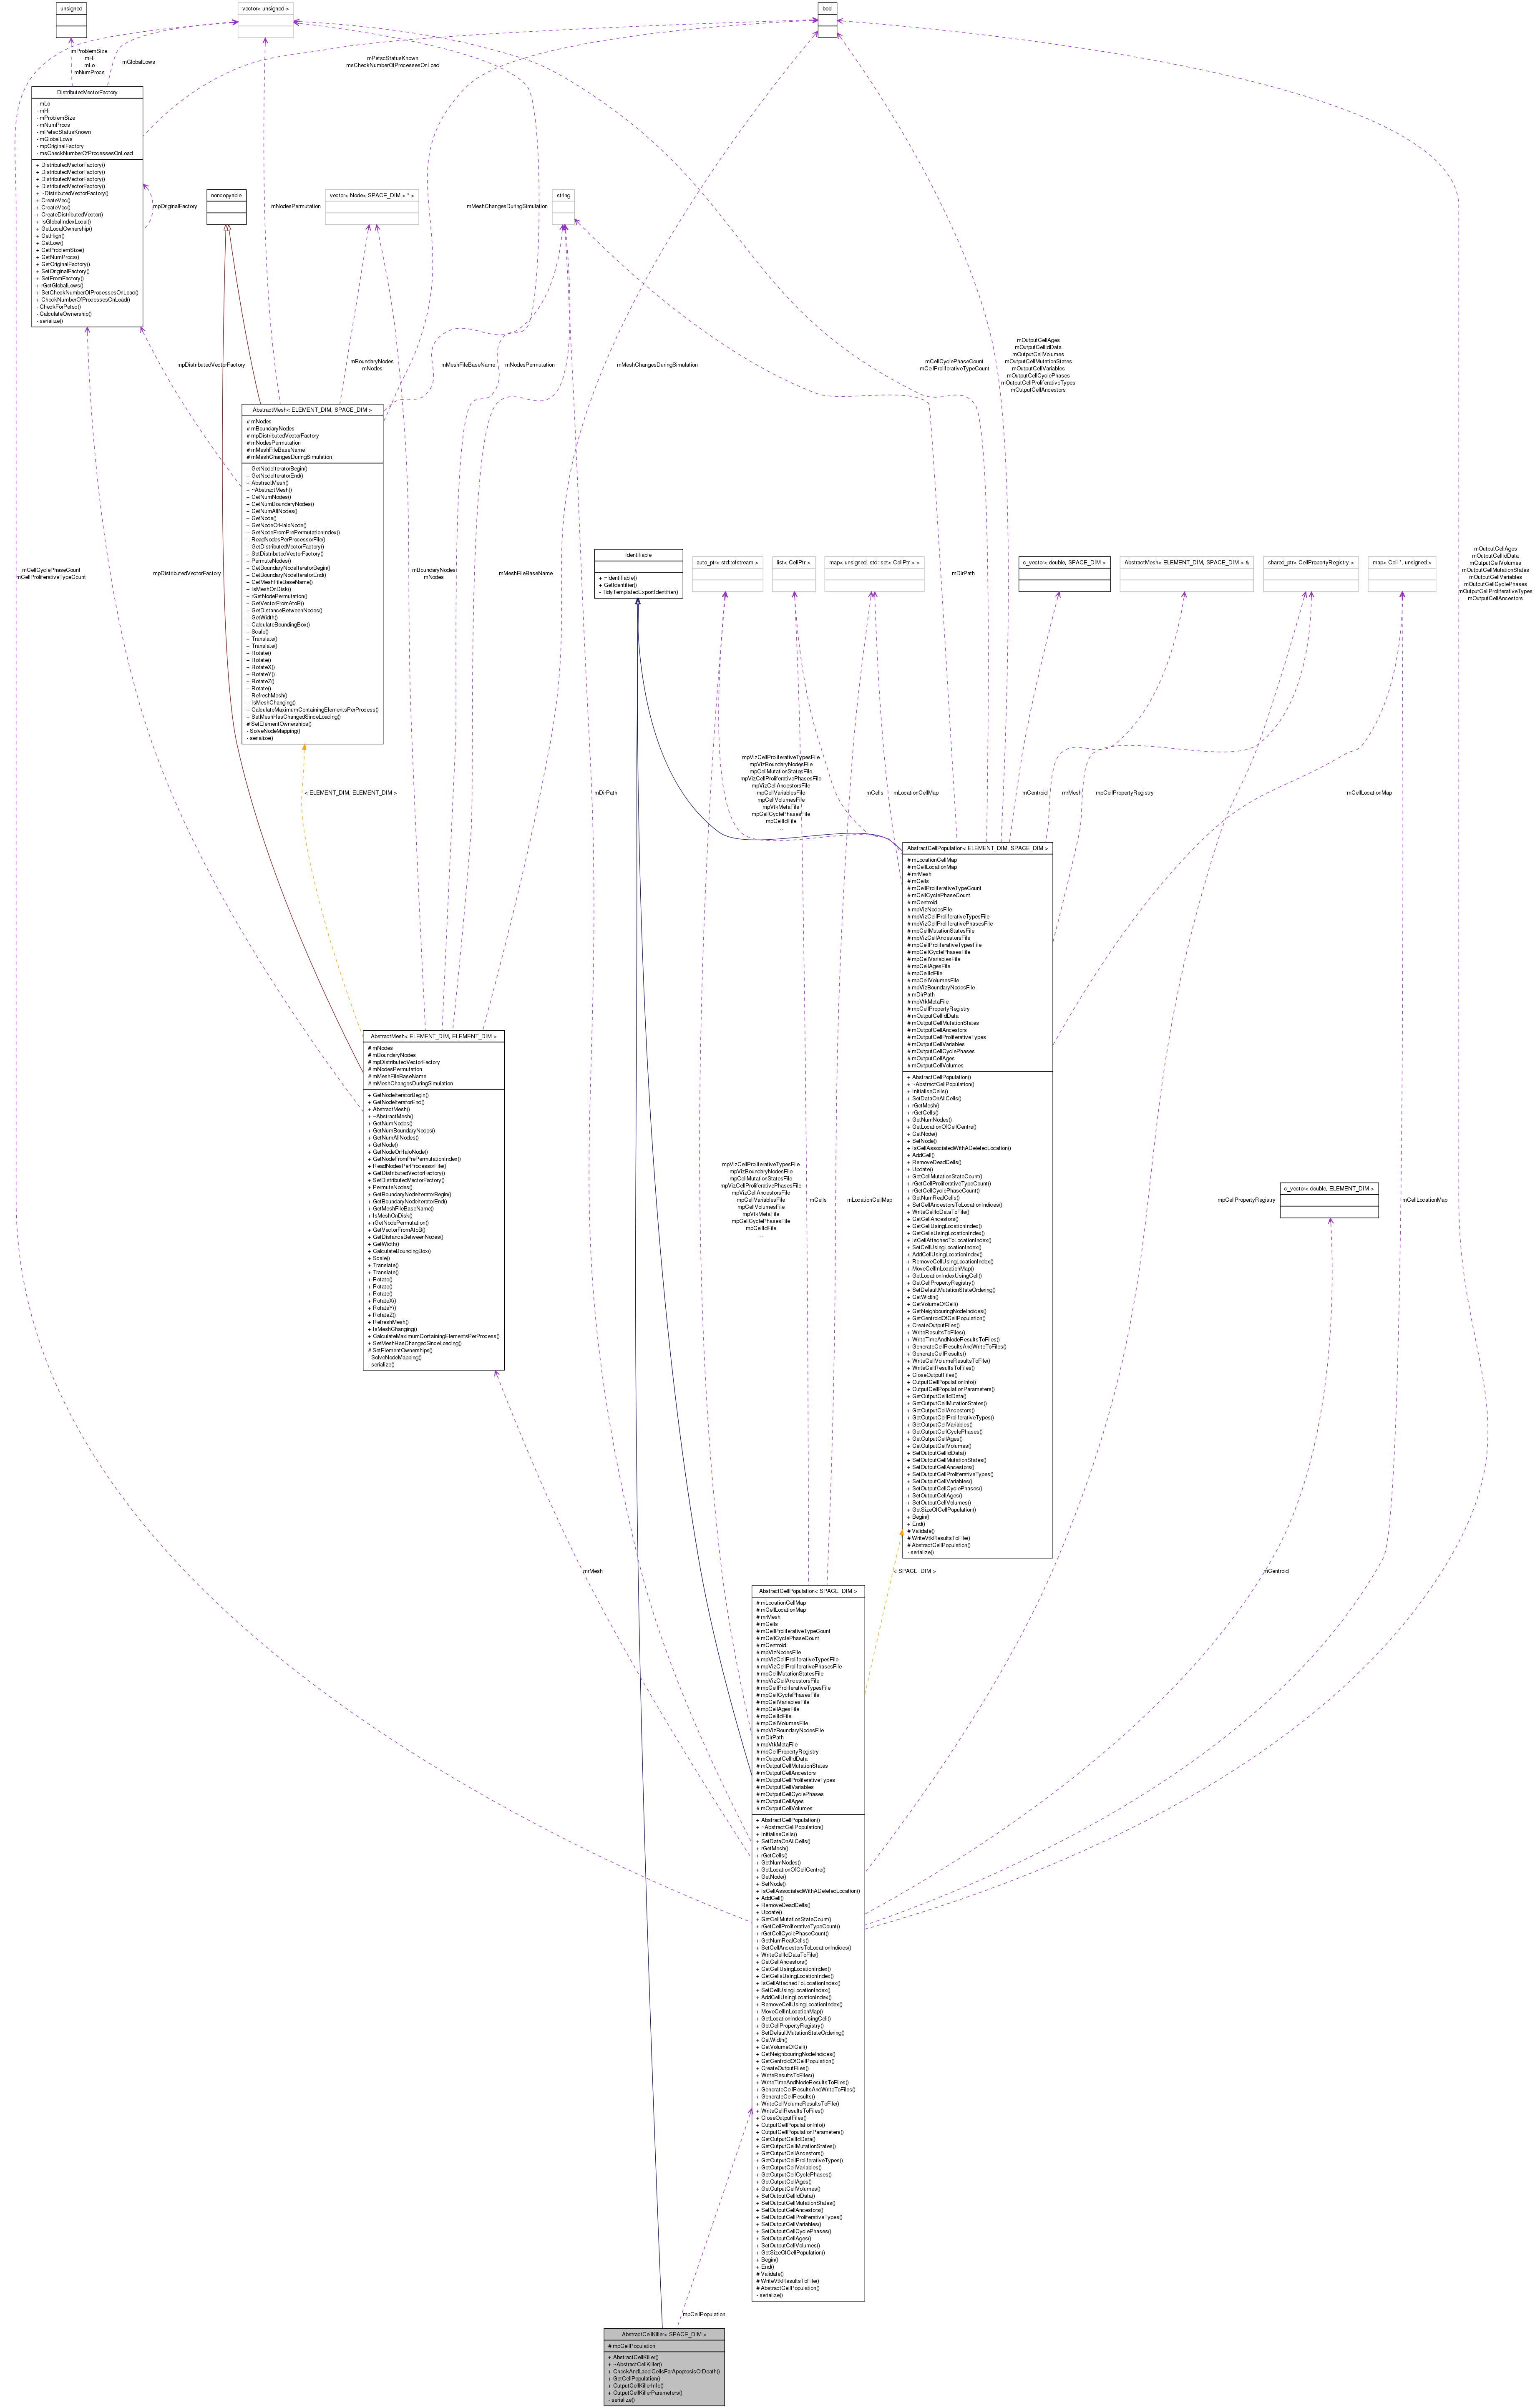 unsigned
vector< unsigned >
bool
mProblemSize
mHi
mLo
mNumProcs
mGlobalLows
mPetscStatusKnown
msCheckNumberOfProcessesOnLoad
DistributedVectorFactory
- mLo
- mHi
- mProblemSize
- mNumProcs
- mPetscStatusKnown
- mGlobalLows
- mpOriginalFactory
- msCheckNumberOfProcessesOnLoad
+ DistributedVectorFactory()
+ DistributedVectorFactory()
+ DistributedVectorFactory()
+ DistributedVectorFactory()
+ ~DistributedVectorFactory()
+ CreateVec()
+ CreateVec()
+ CreateDistributedVector()
+ IsGlobalIndexLocal()
+ GetLocalOwnership()
+ GetHigh()
+ GetLow()
+ GetProblemSize()
+ GetNumProcs()
+ GetOriginalFactory()
+ SetOriginalFactory()
+ SetFromFactory()
+ rGetGlobalLows()
+ SetCheckNumberOfProcessesOnLoad()
+ CheckNumberOfProcessesOnLoad()
- CheckForPetsc()
- CalculateOwnership()
- serialize()
mpOriginalFactory
noncopyable
mNodesPermutation
vector< Node< SPACE_DIM > * >
mMeshChangesDuringSimulation
string
mpDistributedVectorFactory
mBoundaryNodes
mNodes
mMeshFileBaseName
mNodesPermutation
mMeshChangesDuringSimulation
mCellCyclePhaseCount
mCellProliferativeTypeCount
mOutputCellAges
mOutputCellIdData
mOutputCellVolumes
mOutputCellMutationStates
mOutputCellVariables
mOutputCellCyclePhases
mOutputCellProliferativeTypes
mOutputCellAncestors
AbstractMesh< ELEMENT_DIM, SPACE_DIM >
# mNodes
# mBoundaryNodes
# mpDistributedVectorFactory
# mNodesPermutation
# mMeshFileBaseName
# mMeshChangesDuringSimulation
+ GetNodeIteratorBegin()
+ GetNodeIteratorEnd()
+ AbstractMesh()
+ ~AbstractMesh()
+ GetNumNodes()
+ GetNumBoundaryNodes()
+ GetNumAllNodes()
+ GetNode()
+ GetNodeOrHaloNode()
+ GetNodeFromPrePermutationIndex()
+ ReadNodesPerProcessorFile()
+ GetDistributedVectorFactory()
+ SetDistributedVectorFactory()
+ PermuteNodes()
+ GetBoundaryNodeIteratorBegin()
+ GetBoundaryNodeIteratorEnd()
+ GetMeshFileBaseName()
+ IsMeshOnDisk()
+ rGetNodePermutation()
+ GetVectorFromAtoB()
+ GetDistanceBetweenNodes()
+ GetWidth()
+ CalculateBoundingBox()
+ Scale()
+ Translate()
+ Translate()
+ Rotate()
+ Rotate()
+ RotateX()
+ RotateY()
+ RotateZ()
+ Rotate()
+ RefreshMesh()
+ IsMeshChanging()
+ CalculateMaximumContainingElementsPerProcess()
+ SetMeshHasChangedSinceLoading()
# SetElementOwnerships()
- SolveNodeMapping()
- serialize()
mCellCyclePhaseCount
mCellProliferativeTypeCount
mpDistributedVectorFactory
mBoundaryNodes
mNodes
mMeshFileBaseName
Identifiable
+ ~Identifiable()
+ GetIdentifier()
- TidyTemplatedExportIdentifier()
auto_ptr< std::ofstream >
list< CellPtr >
map< unsigned, std::set< CellPtr > >
mDirPath
c_vector< double, SPACE_DIM >
AbstractMesh< ELEMENT_DIM, SPACE_DIM > &
shared_ptr< CellPropertyRegistry >
map< Cell *, unsigned >
mOutputCellAges
mOutputCellIdData
mOutputCellVolumes
mOutputCellMutationStates
mOutputCellVariables
mOutputCellCyclePhases
mOutputCellProliferativeTypes
mOutputCellAncestors
< ELEMENT_DIM, ELEMENT_DIM >
mDirPath
mpVizCellProliferativeTypesFile
mpVizBoundaryNodesFile
mpCellMutationStatesFile
mpVizCellProliferativePhasesFile
mpVizCellAncestorsFile
mpCellVariablesFile
mpCellVolumesFile
mpVtkMetaFile
mpCellCyclePhasesFile
mpCellIdFile
...
mCells
mLocationCellMap
mCentroid
mrMesh
mpCellPropertyRegistry
mCellLocationMap
AbstractCellPopulation< ELEMENT_DIM, SPACE_DIM >
# mLocationCellMap
# mCellLocationMap
# mrMesh
# mCells
# mCellProliferativeTypeCount
# mCellCyclePhaseCount
# mCentroid
# mpVizNodesFile
# mpVizCellProliferativeTypesFile
# mpVizCellProliferativePhasesFile
# mpCellMutationStatesFile
# mpVizCellAncestorsFile
# mpCellProliferativeTypesFile
# mpCellCyclePhasesFile
# mpCellVariablesFile
# mpCellAgesFile
# mpCellIdFile
# mpCellVolumesFile
# mpVizBoundaryNodesFile
# mDirPath
# mpVtkMetaFile
# mpCellPropertyRegistry
# mOutputCellIdData
# mOutputCellMutationStates
# mOutputCellAncestors
# mOutputCellProliferativeTypes
# mOutputCellVariables
# mOutputCellCyclePhases
# mOutputCellAges
# mOutputCellVolumes
+ AbstractCellPopulation()
+ ~AbstractCellPopulation()
+ InitialiseCells()
+ SetDataOnAllCells()
+ rGetMesh()
+ rGetCells()
+ GetNumNodes()
+ GetLocationOfCellCentre()
+ GetNode()
+ SetNode()
+ IsCellAssociatedWithADeletedLocation()
+ AddCell()
+ RemoveDeadCells()
+ Update()
+ GetCellMutationStateCount()
+ rGetCellProliferativeTypeCount()
+ rGetCellCyclePhaseCount()
+ GetNumRealCells()
+ SetCellAncestorsToLocationIndices()
+ WriteCellIdDataToFile()
+ GetCellAncestors()
+ GetCellUsingLocationIndex()
+ GetCellsUsingLocationIndex()
+ IsCellAttachedToLocationIndex()
+ SetCellUsingLocationIndex()
+ AddCellUsingLocationIndex()
+ RemoveCellUsingLocationIndex()
+ MoveCellInLocationMap()
+ GetLocationIndexUsingCell()
+ GetCellPropertyRegistry()
+ SetDefaultMutationStateOrdering()
+ GetWidth()
+ GetVolumeOfCell()
+ GetNeighbouringNodeIndices()
+ GetCentroidOfCellPopulation()
+ CreateOutputFiles()
+ WriteResultsToFiles()
+ WriteTimeAndNodeResultsToFiles()
+ GenerateCellResultsAndWriteToFiles()
+ GenerateCellResults()
+ WriteCellVolumeResultsToFile()
+ WriteCellResultsToFiles()
+ CloseOutputFiles()
+ OutputCellPopulationInfo()
+ OutputCellPopulationParameters()
+ GetOutputCellIdData()
+ GetOutputCellMutationStates()
+ GetOutputCellAncestors()
+ GetOutputCellProliferativeTypes()
+ GetOutputCellVariables()
+ GetOutputCellCyclePhases()
+ GetOutputCellAges()
+ GetOutputCellVolumes()
+ SetOutputCellIdData()
+ SetOutputCellMutationStates()
+ SetOutputCellAncestors()
+ SetOutputCellProliferativeTypes()
+ SetOutputCellVariables()
+ SetOutputCellCyclePhases()
+ SetOutputCellAges()
+ SetOutputCellVolumes()
+ GetSizeOfCellPopulation()
+ Begin()
+ End()
# Validate()
# WriteVtkResultsToFile()
# AbstractCellPopulation()
- serialize()
AbstractMesh< ELEMENT_DIM, ELEMENT_DIM >
# mNodes
# mBoundaryNodes
# mpDistributedVectorFactory
# mNodesPermutation
# mMeshFileBaseName
# mMeshChangesDuringSimulation
+ GetNodeIteratorBegin()
+ GetNodeIteratorEnd()
+ AbstractMesh()
+ ~AbstractMesh()
+ GetNumNodes()
+ GetNumBoundaryNodes()
+ GetNumAllNodes()
+ GetNode()
+ GetNodeOrHaloNode()
+ GetNodeFromPrePermutationIndex()
+ ReadNodesPerProcessorFile()
+ GetDistributedVectorFactory()
+ SetDistributedVectorFactory()
+ PermuteNodes()
+ GetBoundaryNodeIteratorBegin()
+ GetBoundaryNodeIteratorEnd()
+ GetMeshFileBaseName()
+ IsMeshOnDisk()
+ rGetNodePermutation()
+ GetVectorFromAtoB()
+ GetDistanceBetweenNodes()
+ GetWidth()
+ CalculateBoundingBox()
+ Scale()
+ Translate()
+ Translate()
+ Rotate()
+ Rotate()
+ Rotate()
+ RotateX()
+ RotateY()
+ RotateZ()
+ RefreshMesh()
+ IsMeshChanging()
+ CalculateMaximumContainingElementsPerProcess()
+ SetMeshHasChangedSinceLoading()
# SetElementOwnerships()
- SolveNodeMapping()
- serialize()
mpVizCellProliferativeTypesFile
mpVizBoundaryNodesFile
mpCellMutationStatesFile
mpVizCellProliferativePhasesFile
mpVizCellAncestorsFile
mpCellVariablesFile
mpCellVolumesFile
mpVtkMetaFile
mpCellCyclePhasesFile
mpCellIdFile
...
mCells
mLocationCellMap
mpCellPropertyRegistry
c_vector< double, ELEMENT_DIM >
mCellLocationMap
mrMesh
< SPACE_DIM >
mCentroid
AbstractCellPopulation< SPACE_DIM >
# mLocationCellMap
# mCellLocationMap
# mrMesh
# mCells
# mCellProliferativeTypeCount
# mCellCyclePhaseCount
# mCentroid
# mpVizNodesFile
# mpVizCellProliferativeTypesFile
# mpVizCellProliferativePhasesFile
# mpCellMutationStatesFile
# mpVizCellAncestorsFile
# mpCellProliferativeTypesFile
# mpCellCyclePhasesFile
# mpCellVariablesFile
# mpCellAgesFile
# mpCellIdFile
# mpCellVolumesFile
# mpVizBoundaryNodesFile
# mDirPath
# mpVtkMetaFile
# mpCellPropertyRegistry
# mOutputCellIdData
# mOutputCellMutationStates
# mOutputCellAncestors
# mOutputCellProliferativeTypes
# mOutputCellVariables
# mOutputCellCyclePhases
# mOutputCellAges
# mOutputCellVolumes
+ AbstractCellPopulation()
+ ~AbstractCellPopulation()
+ InitialiseCells()
+ SetDataOnAllCells()
+ rGetMesh()
+ rGetCells()
+ GetNumNodes()
+ GetLocationOfCellCentre()
+ GetNode()
+ SetNode()
+ IsCellAssociatedWithADeletedLocation()
+ AddCell()
+ RemoveDeadCells()
+ Update()
+ GetCellMutationStateCount()
+ rGetCellProliferativeTypeCount()
+ rGetCellCyclePhaseCount()
+ GetNumRealCells()
+ SetCellAncestorsToLocationIndices()
+ WriteCellIdDataToFile()
+ GetCellAncestors()
+ GetCellUsingLocationIndex()
+ GetCellsUsingLocationIndex()
+ IsCellAttachedToLocationIndex()
+ SetCellUsingLocationIndex()
+ AddCellUsingLocationIndex()
+ RemoveCellUsingLocationIndex()
+ MoveCellInLocationMap()
+ GetLocationIndexUsingCell()
+ GetCellPropertyRegistry()
+ SetDefaultMutationStateOrdering()
+ GetWidth()
+ GetVolumeOfCell()
+ GetNeighbouringNodeIndices()
+ GetCentroidOfCellPopulation()
+ CreateOutputFiles()
+ WriteResultsToFiles()
+ WriteTimeAndNodeResultsToFiles()
+ GenerateCellResultsAndWriteToFiles()
+ GenerateCellResults()
+ WriteCellVolumeResultsToFile()
+ WriteCellResultsToFiles()
+ CloseOutputFiles()
+ OutputCellPopulationInfo()
+ OutputCellPopulationParameters()
+ GetOutputCellIdData()
+ GetOutputCellMutationStates()
+ GetOutputCellAncestors()
+ GetOutputCellProliferativeTypes()
+ GetOutputCellVariables()
+ GetOutputCellCyclePhases()
+ GetOutputCellAges()
+ GetOutputCellVolumes()
+ SetOutputCellIdData()
+ SetOutputCellMutationStates()
+ SetOutputCellAncestors()
+ SetOutputCellProliferativeTypes()
+ SetOutputCellVariables()
+ SetOutputCellCyclePhases()
+ SetOutputCellAges()
+ SetOutputCellVolumes()
+ GetSizeOfCellPopulation()
+ Begin()
+ End()
# Validate()
# WriteVtkResultsToFile()
# AbstractCellPopulation()
- serialize()
mpCellPopulation
AbstractCellKiller< SPACE_DIM >
# mpCellPopulation
+ AbstractCellKiller()
+ ~AbstractCellKiller()
+ CheckAndLabelCellsForApoptosisOrDeath()
+ GetCellPopulation()
+ OutputCellKillerInfo()
+ OutputCellKillerParameters()
- serialize()